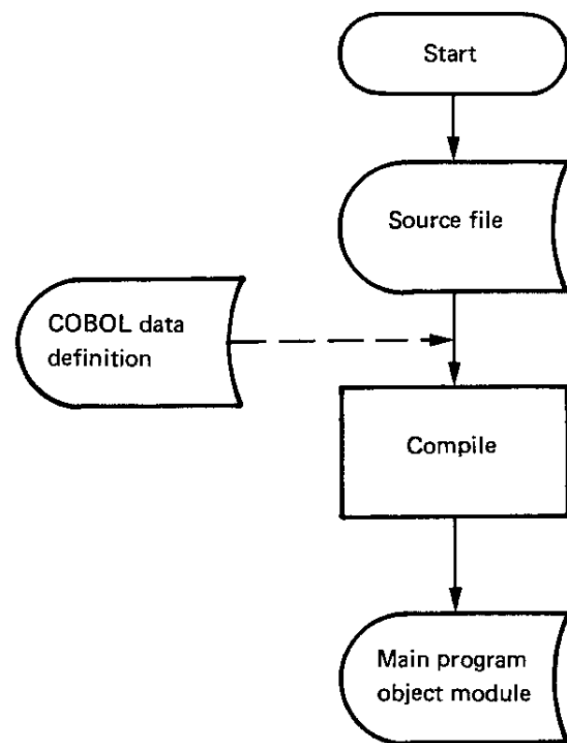 Start
Source file
COBOL data
definition
Compile
Main program
object module